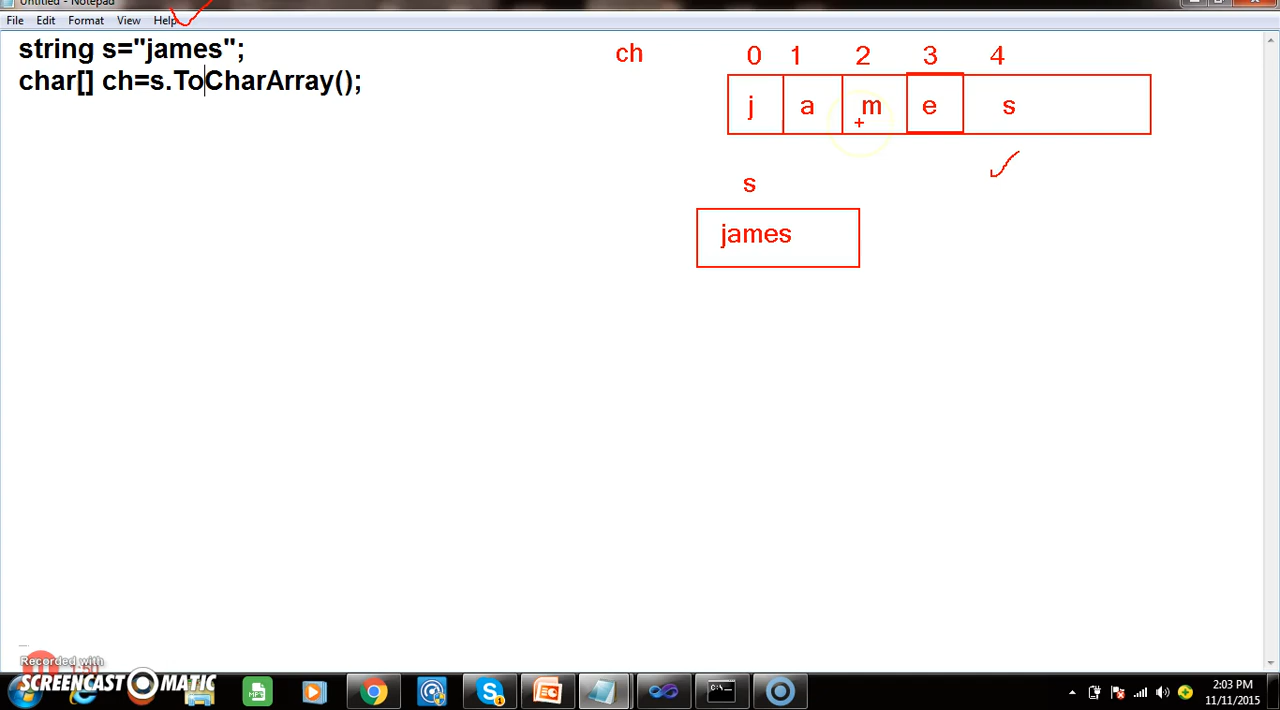 Untitled - Notepad
File Edit Format View Help
string s="james";
char[] ch=s.ToCharArray();
ch 0 1 2 3 4
j a m e s
s
james
Recorded with
SCREENCAST MATIC
2:03 PM
11/11/2015